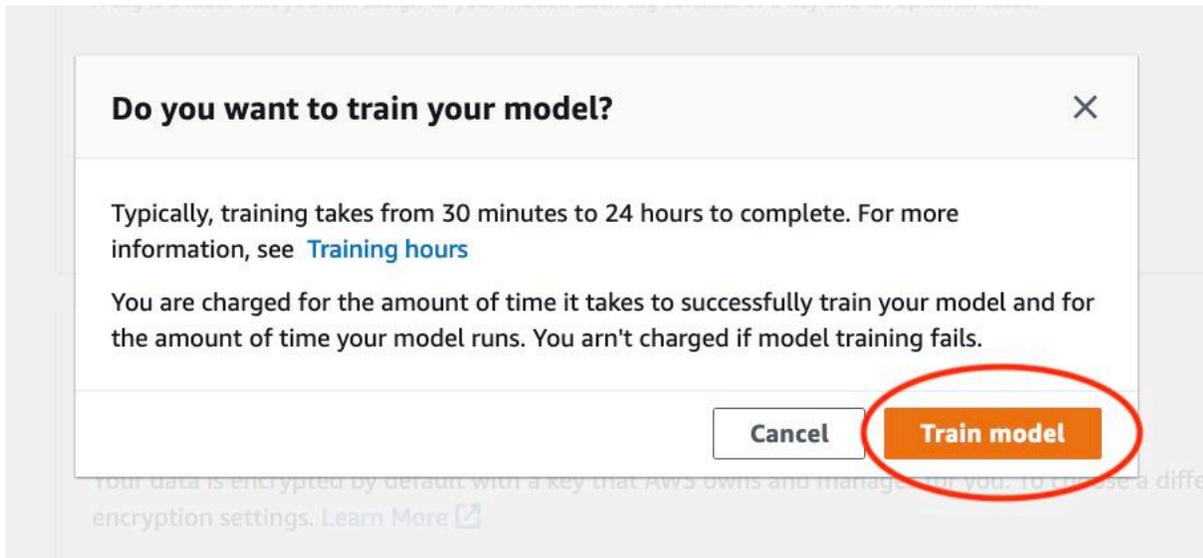 Do you want to train your model?
Typically, training takes from 30 minutes to 24 hours to complete. For more
information, see Training hours
You are charged for the amount of time it takes to successfully train your model and for
the amount of time your model runs. You arn't charged if model training fails.
Cancel
Train model
Your data is encrypted by default with a key that AWS owns and manages for you. To choose a diffe
encryption settings. Learn More